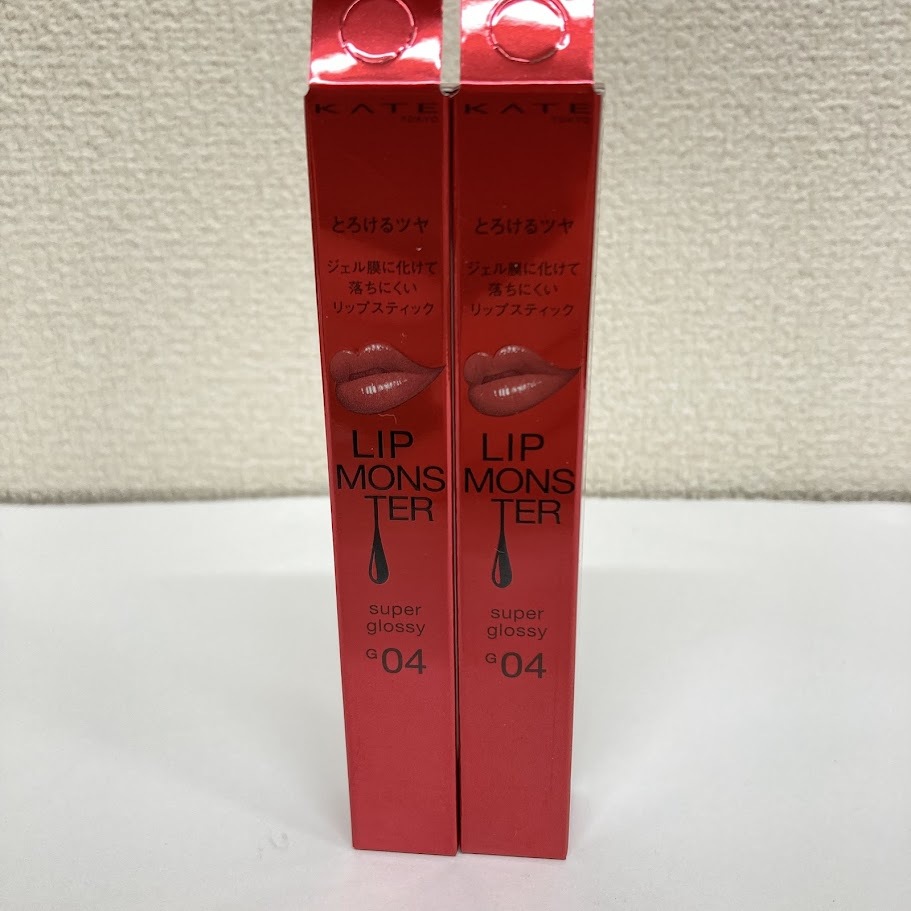 KATE
TOKYO
とろけるツヤ
ジェル膜に化けて
落ちにくい
リップスティック
LIP
MONS
TER
super
glossy
G04
KATE
TOKYO
とろけるツヤ
ジェル膜に化けて
落ちにくい
リップスティック
LIP
MONS
TER
super
glossy
G04